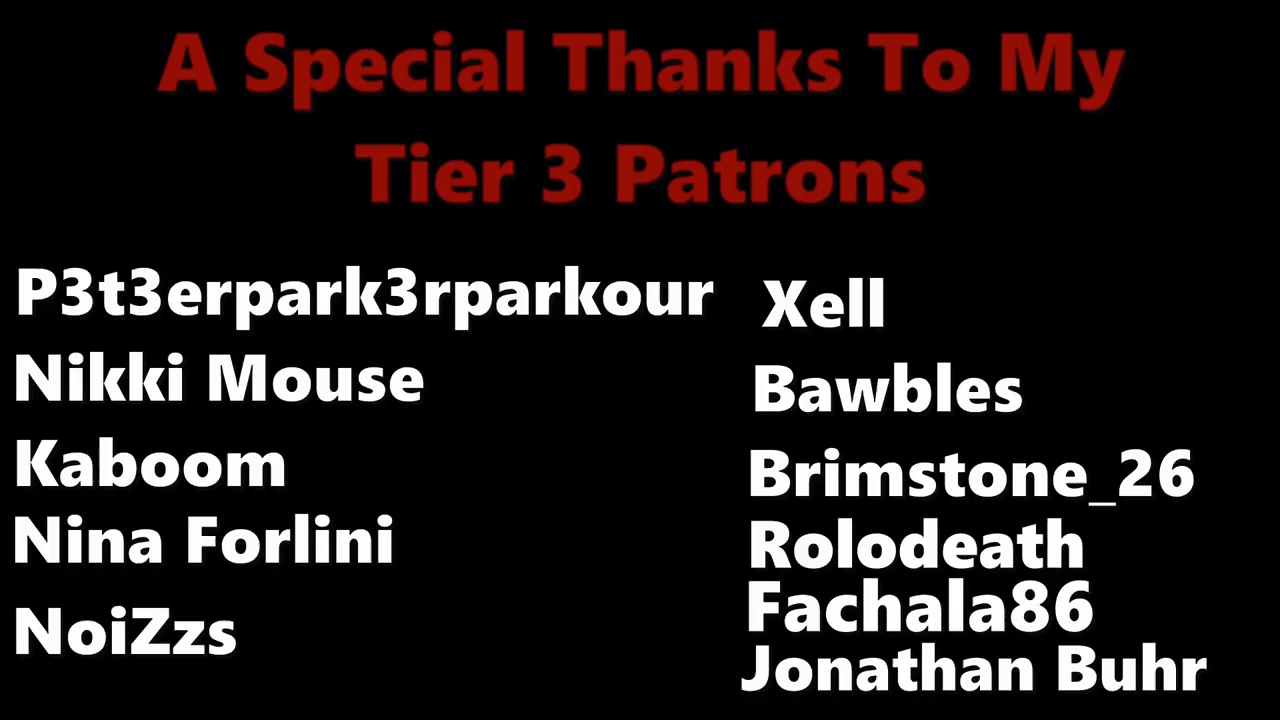 A Special Thanks To My
Tier 3 Patrons
P3t3erpark3rparkour
Nikki Mouse
Kaboom
Nina Forlini
NoiZzs
Xell
Bawbles
Brimstone_26
Rolodeath
Fachala86
Jonathan Buhr